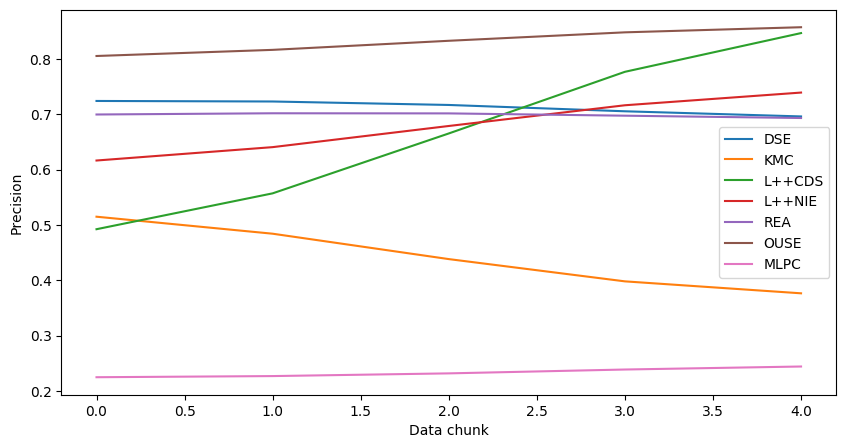 Precision
0.8
0.7
0.6
0.5
0.4
0.3
0.2
DSE
KMC
L++CDS
L++NIE
REA
OUSE
MLPC
0.0 0.5 1.0 1.5 2.0 2.5 3.0 3.5 4.0
Data chunk